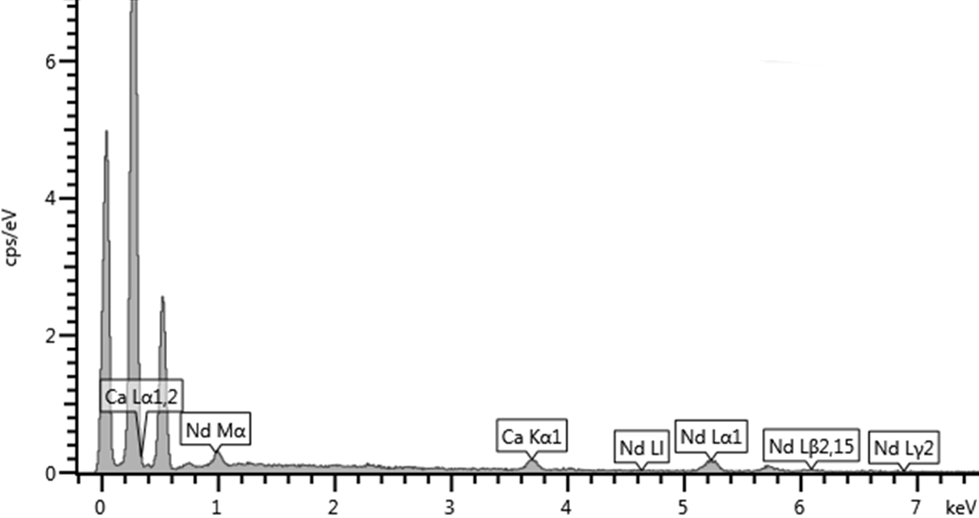 6
4
cps/eV
2
Ca Lα1,2
Nd Mα
Ca Kα1
Nd Ll
Nd Lα1
Nd Lβ2,15
Nd Lγ2
0
0 1 2 3 4 5 6 7 keV